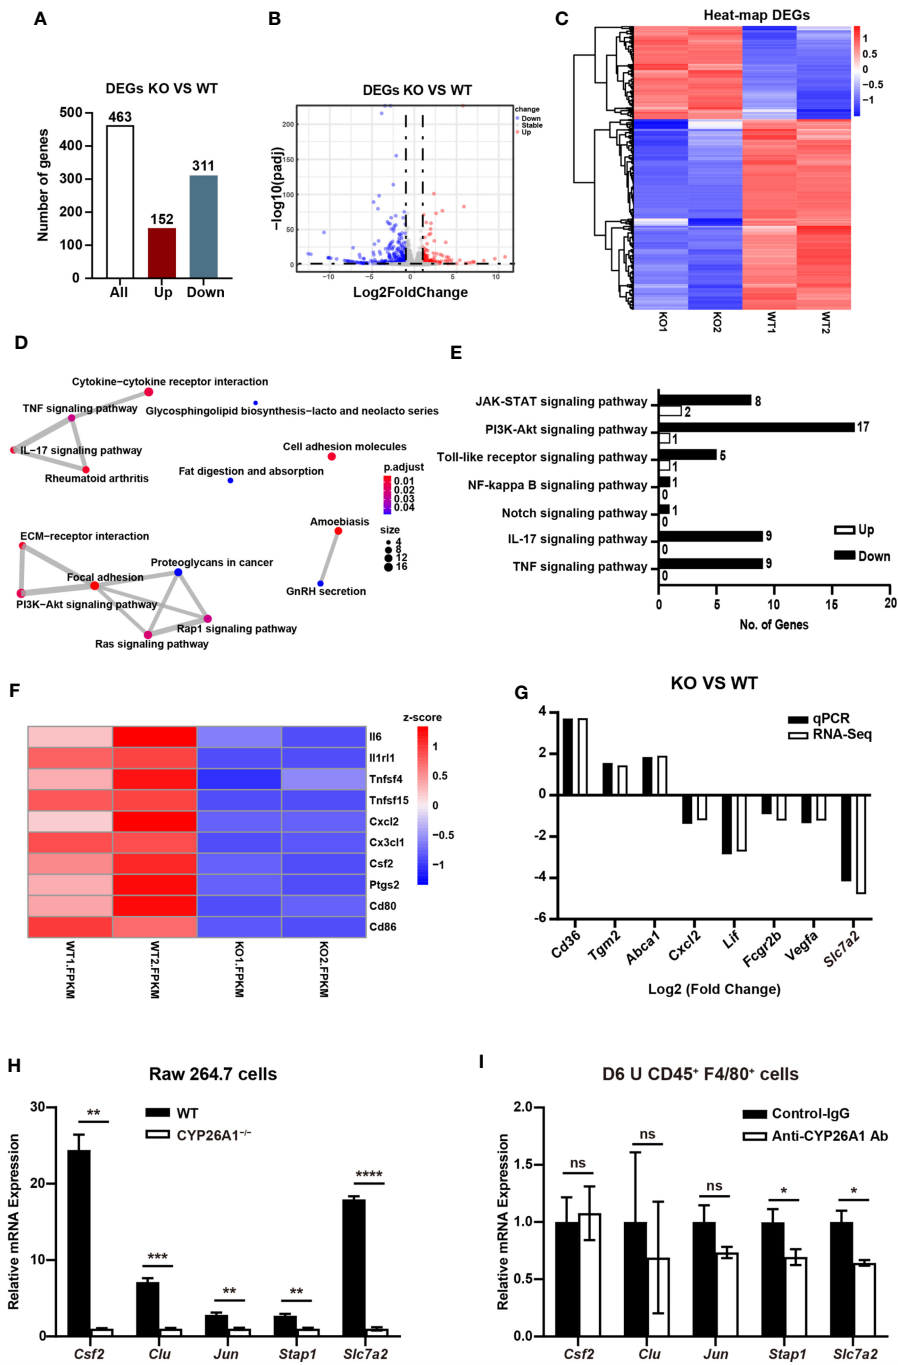 A
DEGs KO VS WT
Number of genes
500
400
300
200
100
0
463
152
311
All
Up
Down
B
DEGs KO VS WT
−log10(padj)
200
150
100
50
0
−10
−5
0
5
10
Log2FoldChange
change
Down
Stable
Up
C
Heat-map DEGs
1
0.5
0
−0.5
−1
KO1
KO2
WT1
WT2
D
Cytokine−cytokine receptor interaction
TNF signaling pathway
Glycosphingolipid biosynthesis−lacto and neolacto series
IL−17 signaling pathway
Cell adhesion molecules
Rheumatoid arthritis
Fat digestion and absorption
p.adjust
0.01
0.02
0.03
0.04
size
4
8
12
16
Amoebiasis
GnRH secretion
ECM−receptor interaction
Proteoglycans in cancer
Focal adhesion
PI3K−Akt signaling pathway
Rap1 signaling pathway
Ras signaling pathway
E
JAK-STAT signaling pathway
8
2
PI3K-Akt signaling pathway
17
1
Toll-like receptor signaling pathway
5
1
NF-kappa B signaling pathway
1
0
Notch signaling pathway
1
0
IL-17 signaling pathway
9
0
TNF signaling pathway
9
0
Up
Down
0
5
10
15
20
No. of Genes
F
z-score
1
0.5
0
−0.5
−1
Il6
Il1rl1
Tnfsf4
Tnfsf15
Cxcl2
Cx3cl1
Csf2
Ptgs2
Cd80
Cd86
WT1.FPKM
WT2.FPKM
KO1.FPKM
KO2.FPKM
G
KO VS WT
qPCR
RNA-Seq
4
2
0
-2
-4
-6
Cd36
Tgm2
Abca1
Cxcl2
Lif
Fcgr2b
Vegfa
Slc7a2
Log2 (Fold Change)
H
Raw 264.7 cells
WT
CYP26A1−/−
Relative mRNA Expression
30
20
10
0
**
***
**
**
****
Csf2
Clu
Jun
Stap1
Slc7a2
I
D6 U CD45+ F4/80+ cells
Control-IgG
Anti-CYP26A1 Ab
Relative mRNA Expression
2.0
1.5
1.0
0.5
0.0
ns
ns
ns
*
*
Csf2
Clu
Jun
Stap1
Slc7a2